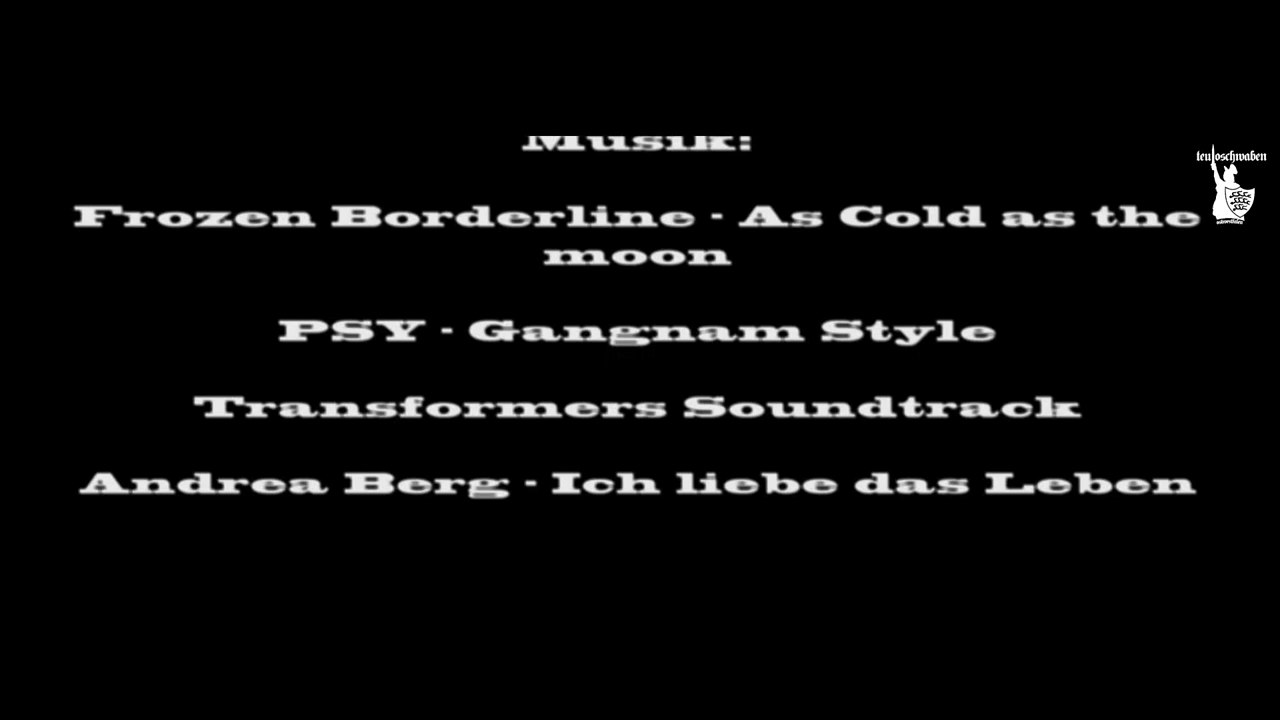 Musik:
teutoschwaben
Frozen Borderline - As Cold as the
moon
PSY - Gangnam Style
Transformers Soundtrack
Andrea Berg - Ich liebe das Leben